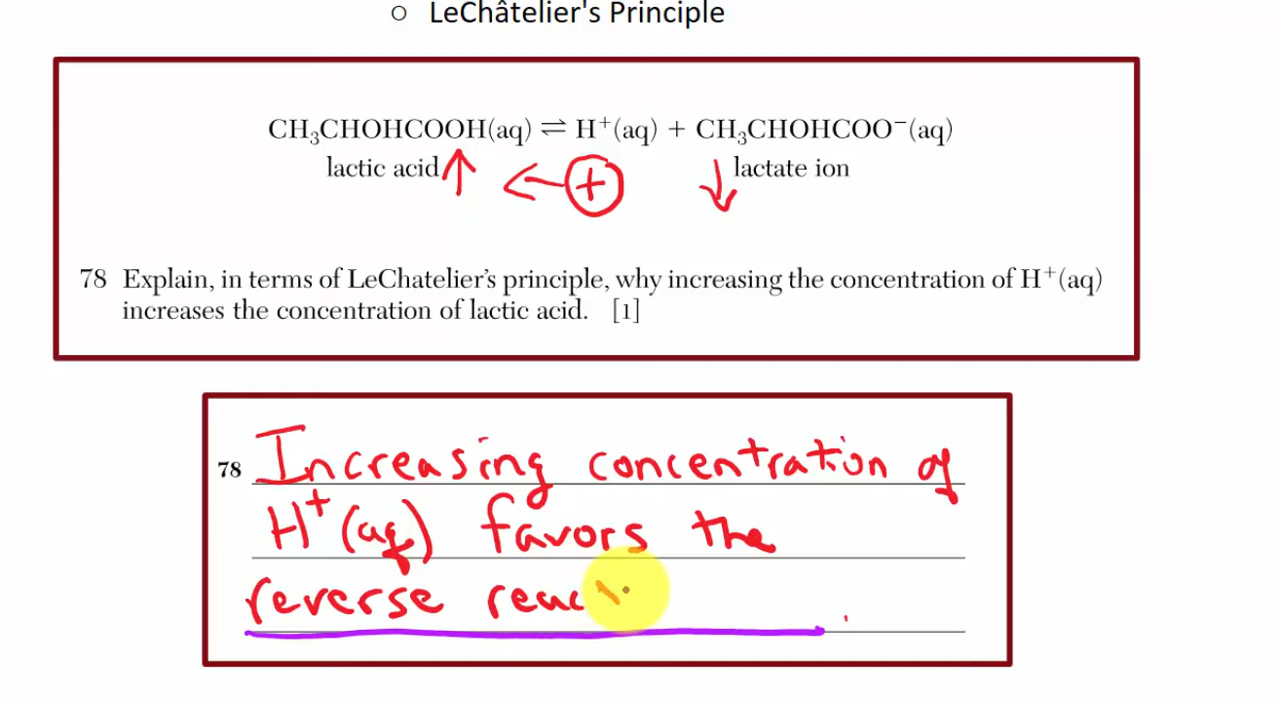 ○ LeChâtelier's Principle
CH₃CHOHCOOH(aq) ⇌ H⁺(aq) + CH₃CHOHCOO⁻(aq)
lactic acid ↑ ← + ↓ lactate ion
78 Explain, in terms of LeChatelier's principle, why increasing the concentration of H⁺(aq)
increases the concentration of lactic acid. [1]
78 Increasing concentration of
H⁺(aq) favors the
reverse